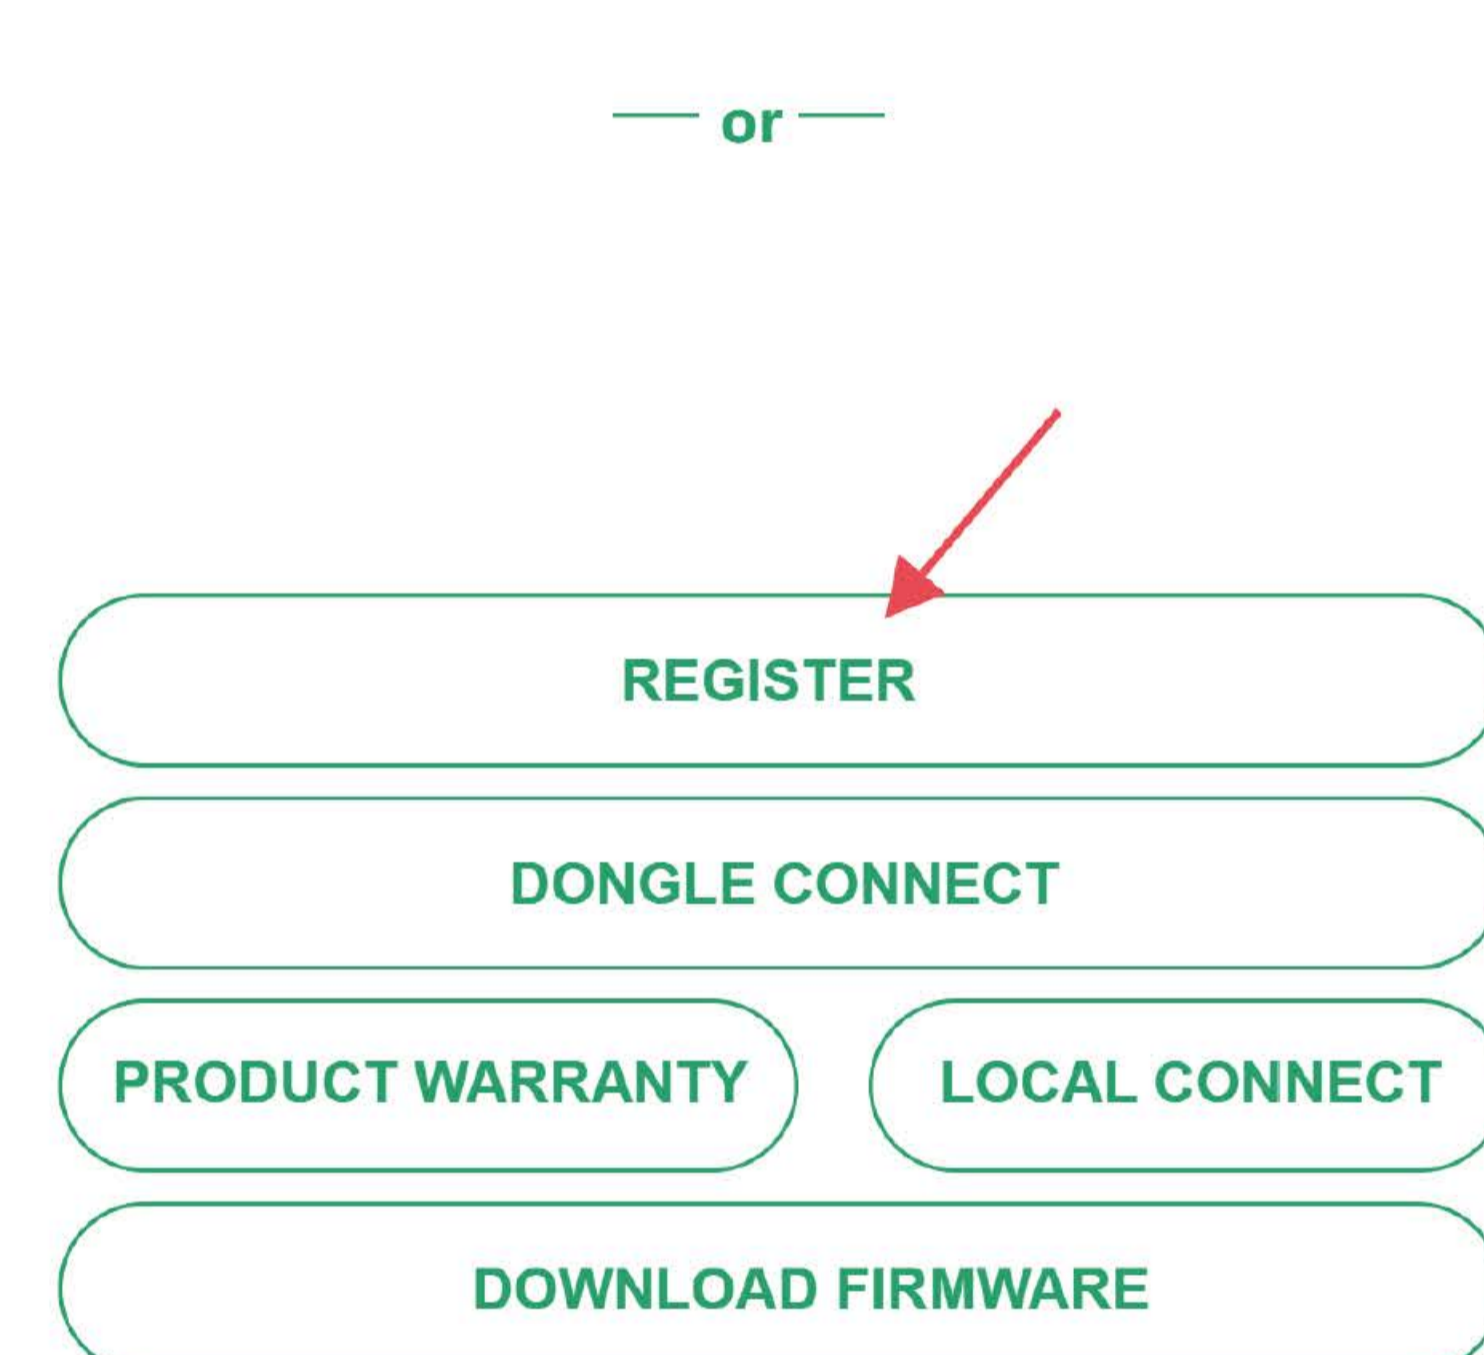 or
REGISTER
DONGLE CONNECT
PRODUCT WARRANTY
LOCAL CONNECT
DOWNLOAD FIRMWARE